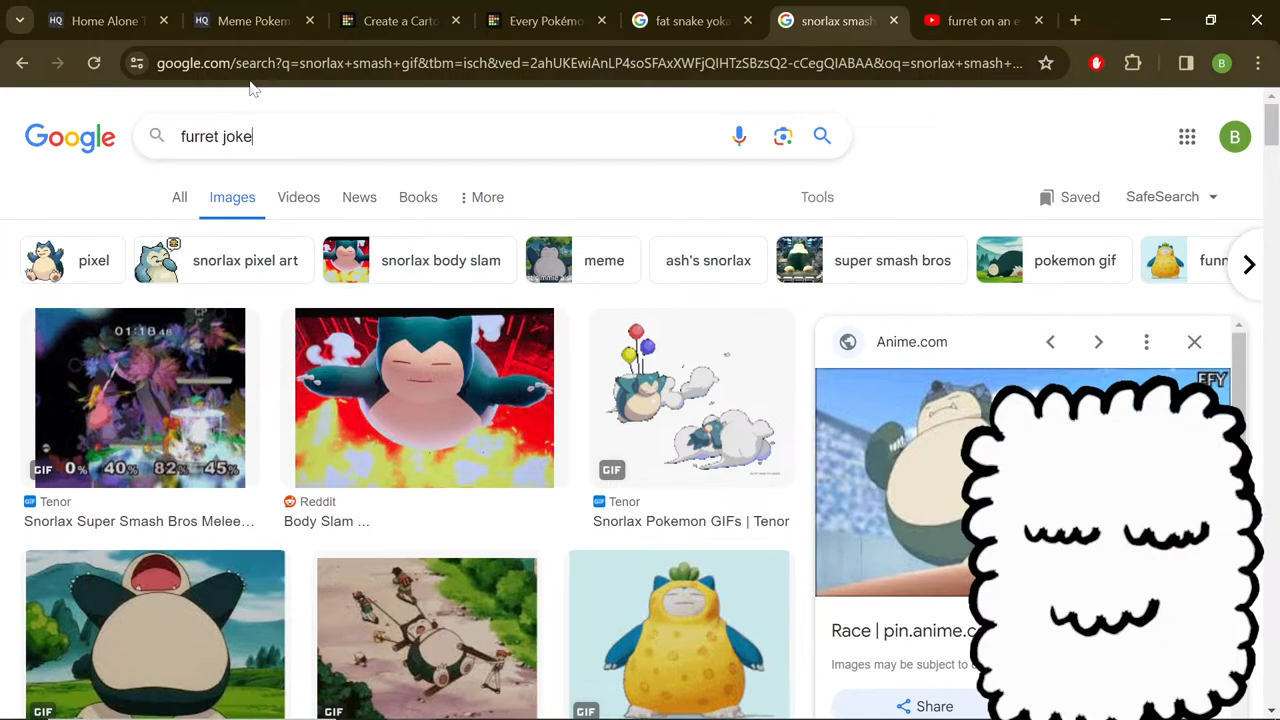 Home Alone T
Meme Pokem
Create a Carto
Every Pokémo
fat snake yoka
snorlax smash
furret on an e
google.com/search?q=snorlax+smash+gif&tbm=isch&ved=2ahUKEwiAnLP4soSFAxXWFjQIHTzSBzsQ2-cCegQIABAA&oq=snorlax+smash+...
B
Google
furret joke
B
All
Images
Videos
News
Books
More
Tools
Saved
SafeSearch
pixel
snorlax pixel art
snorlax body slam
meme
ash's snorlax
super smash bros
pokemon gif
funn
01:18
GIF 0% 40% 82% 45%
GIF
Anime.com
EFY
GIF Tenor
Reddit
GIF Tenor
Snorlax Super Smash Bros Melee...
Body Slam ...
Snorlax Pokemon GIFs | Tenor
Race | pin.anime.c
Images may be subject to
Share
GIF
GIF
GIF